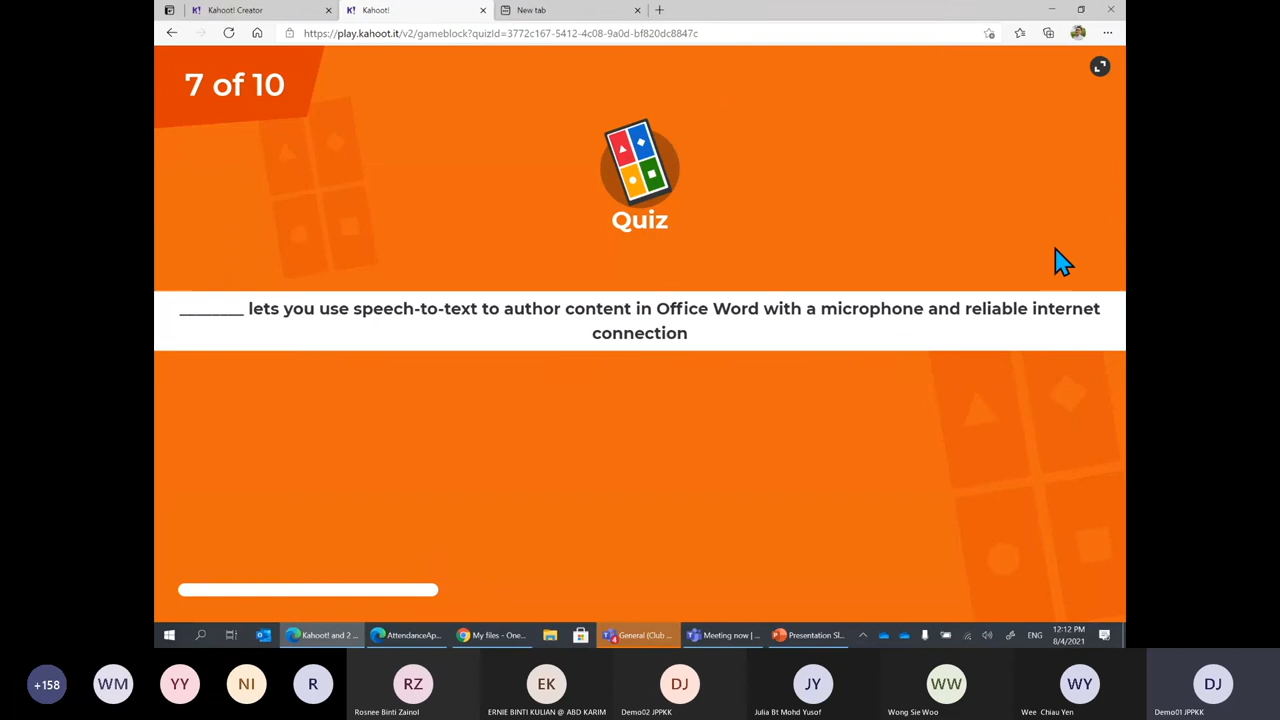 Kahoot! Creator
Kahoot!
New tab
https://play.kahoot.it/v2/gameblock?quizId=3772c167-5412-4c08-9a0d-bf820dc8847c
7 of 10
Quiz
________ lets you use speech-to-text to author content in Office Word with a microphone and reliable internet
connection
Kahoot! and 2 ...
AttendanceAp...
My files - One...
General (Club ...
Meeting now | ...
Presentation Sl...
ENG
12:12 PM
8/4/2021
+158
WM
YY
NI
R
RZ
EK
DJ
JY
WW
WY
DJ
Rosnee Binti Zainol
ERNIE BINTI KULIAN @ ABD KARIM
Demo02 JPPKK
Julia Bt Mohd Yusof
Wong Sie Woo
Wee Chiau Yen
Demo01 JPPKK